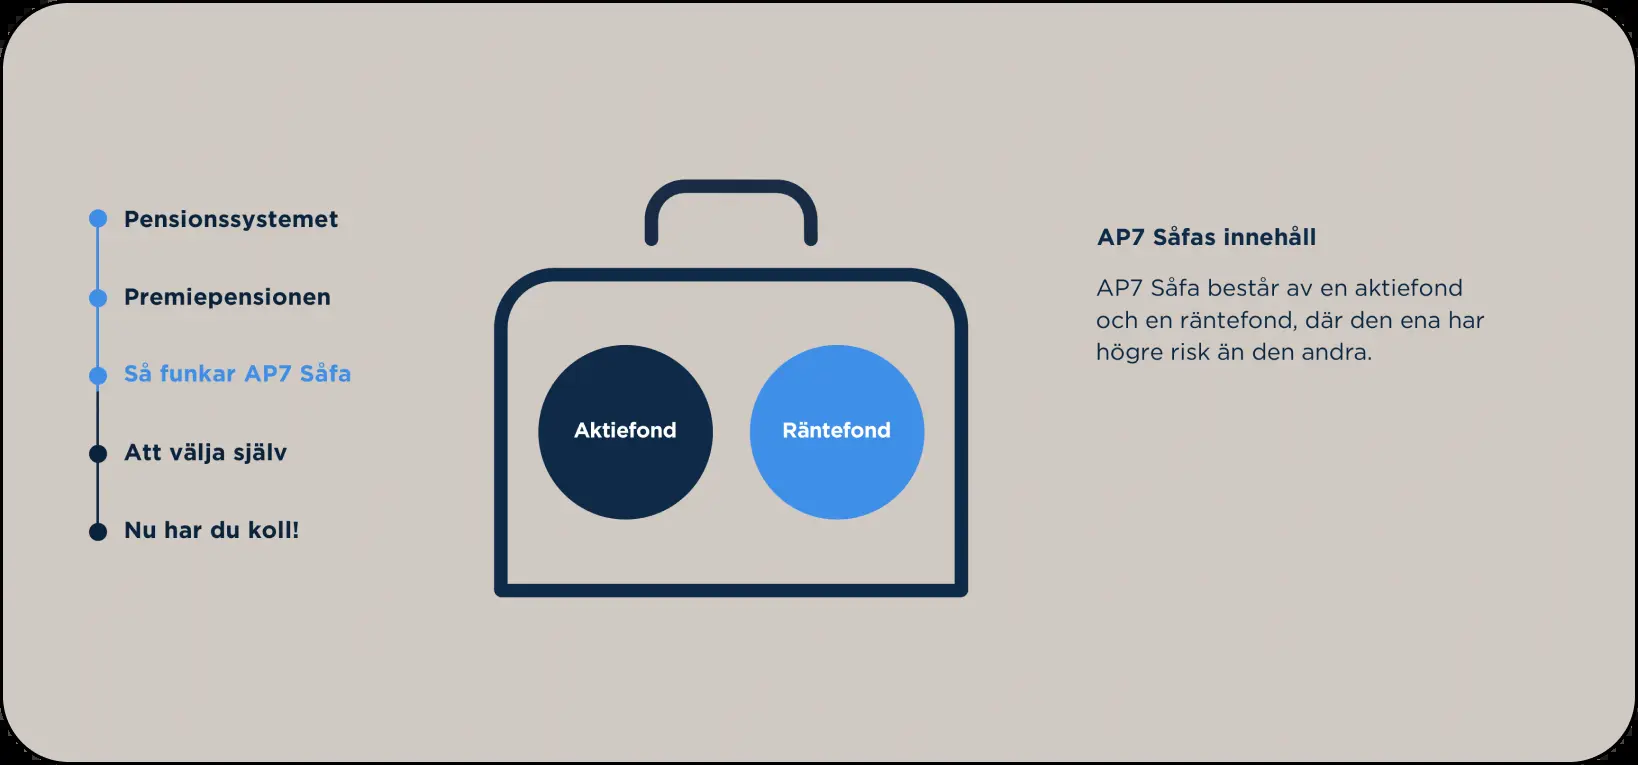 Pensionssystemet
Premiepensionen
Så funkar AP7 Såfa
Att välja själv
Nu har du koll!
Aktiefond
Räntefond
AP7 Såfas innehåll
AP7 Såfa består av en aktiefond
och en räntefond, där den ena har
högre risk än den andra.